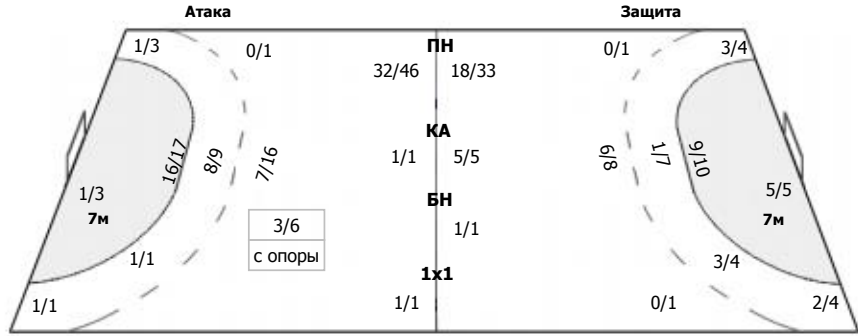 Атака Защита
1/3 0/1 ПН 0/1 3/4
32/46 18/33
КА
16/17 8/9 7/16 1/1 5/5 6/8 1/7 9/10
1/3 БН 5/5
7м 3/6 1/1 7м
с опоры
1/1 3/4
1x1
1/1 1/1 0/1 2/4